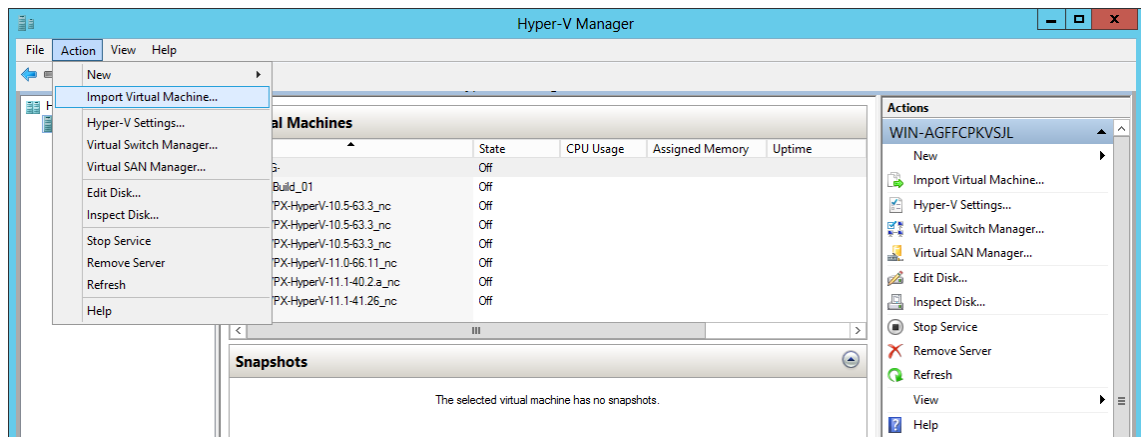 Hyper-V Manager
File Action View Help
New
Import Virtual Machine...
Hyper-V Settings...
Virtual Switch Manager...
Virtual SAN Manager...
Edit Disk...
Inspect Disk...
Stop Service
Remove Server
Refresh
Help
H
al Machines
State CPU Usage Assigned Memory Uptime
G- Off
Build_01 Off
PX-HyperV-10.5-63.3_nc Off
PX-HyperV-10.5-63.3_nc Off
PX-HyperV-10.5-63.3_nc Off
PX-HyperV-11.0-66.11_nc Off
PX-HyperV-11.1-40.2.a_nc Off
PX-HyperV-11.1-41.26_nc Off
Snapshots
The selected virtual machine has no snapshots.
Actions
WIN-AGFFCPKVSJL
New
Import Virtual Machine...
Hyper-V Settings...
Virtual Switch Manager...
Virtual SAN Manager...
Edit Disk...
Inspect Disk...
Stop Service
Remove Server
Refresh
View
Help